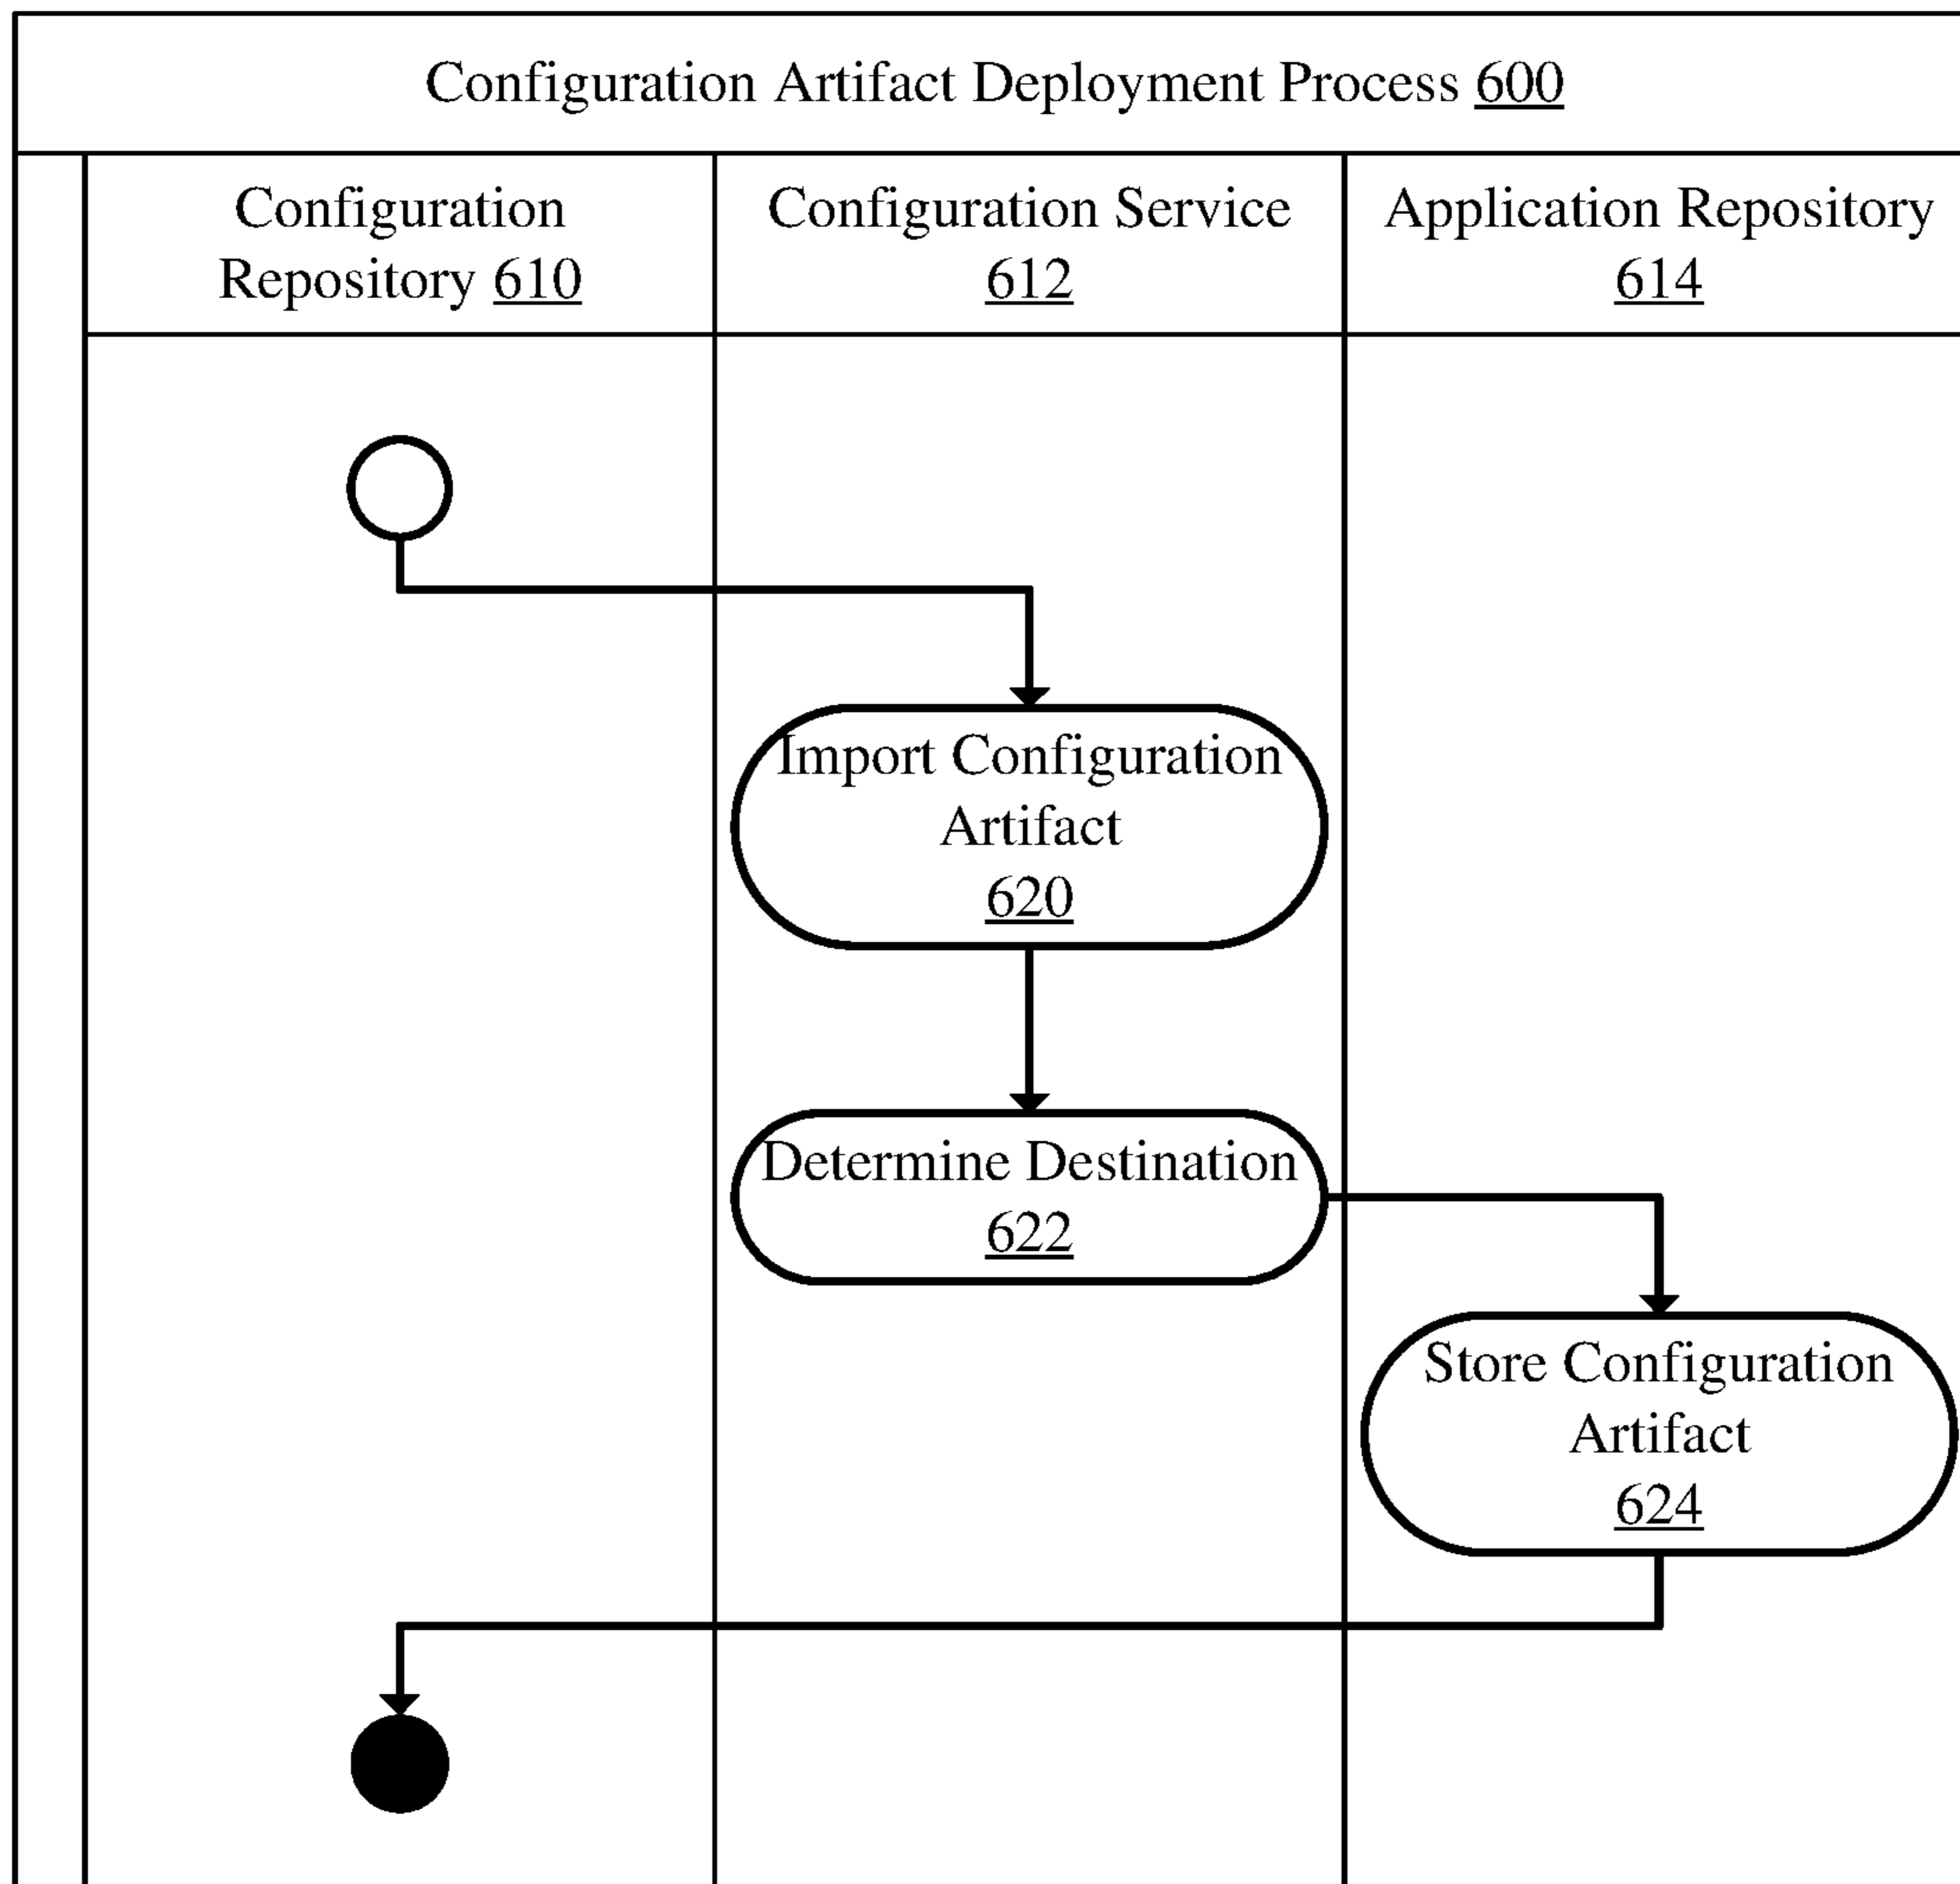 Configuration Artifact Deployment Process 600
Configuration
Repository 610
Configuration Service
612
Application Repository
614
Import Configuration
Artifact
620
Determine Destination
622
Store Configuration
Artifact
624